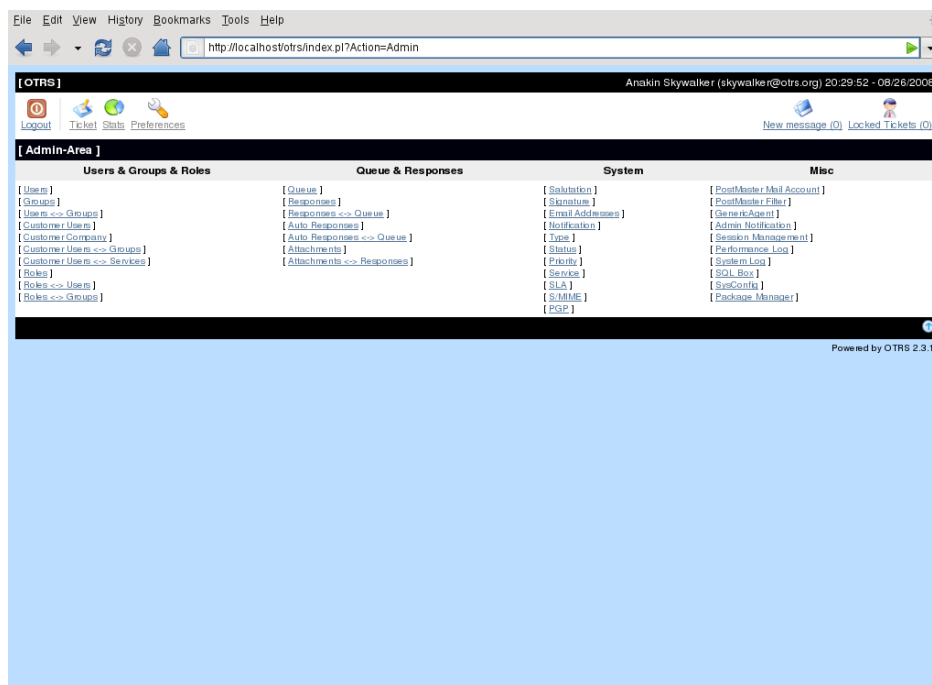 File Edit View History Bookmarks Tools Help
http://localhost/otrs/index.pl?Action=Admin
[ OTRS ]
Anakin Skywalker (skywalker@otrs.org) 20:29:52 - 08/26/2008
Logout Ticket Stats Preferences
New message (0) Locked Tickets (0)
[ Admin-Area ]
Users & Groups & Roles
[ Users ]
[ Groups ]
[ Users <-> Groups ]
[ Customer Users ]
[ Customer Company ]
[ Customer Users <-> Groups ]
[ Customer Users <-> Services ]
[ Roles ]
[ Roles <-> Users ]
[ Roles <-> Groups ]
Queue & Responses
[ Queue ]
[ Responses ]
[ Responses <-> Queue ]
[ Auto Responses ]
[ Auto Responses <-> Queue ]
[ Attachments ]
[ Attachments <-> Responses ]
System
[ Salutation ]
[ Signature ]
[ Email Addresses ]
[ Notification ]
[ Type ]
[ Status ]
[ Priority ]
[ Service ]
[ SLA ]
[ S/MIME ]
[ PGP ]
Misc
[ PostMaster Mail Account ]
[ PostMaster Filter ]
[ GenericAgent ]
[ Admin Notification ]
[ Session Management ]
[ Performance Log ]
[ System Log ]
[ SQL Box ]
[ SysConfig ]
[ Package Manager ]
Powered by OTRS 2.3.1